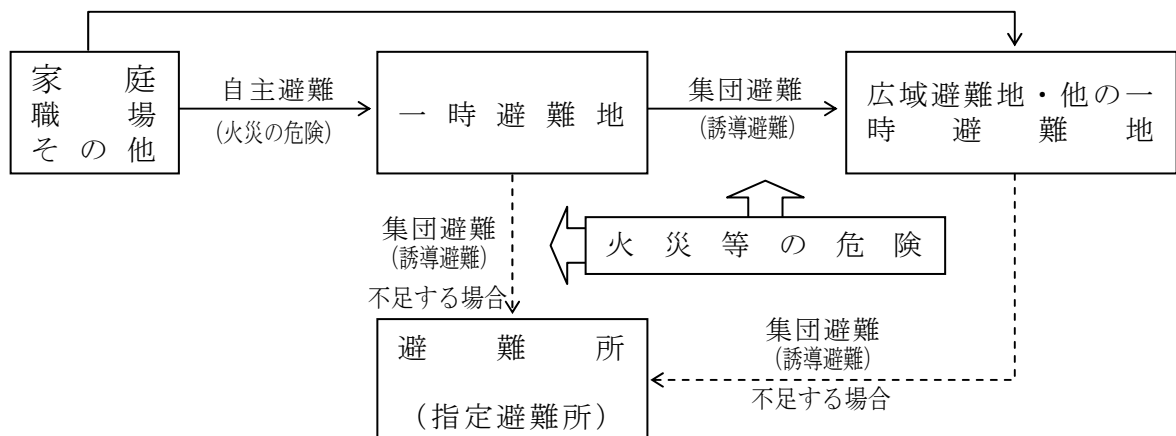 家庭
職場
その他
自主避難
(火災の危険)
一時避難地
集団避難
(誘導避難)
広域避難地・他の一
時避難地
集団避難
(誘導避難)
不足する場合
火災等の危険
避難所
(指定避難所)
集団避難
(誘導避難)
不足する場合